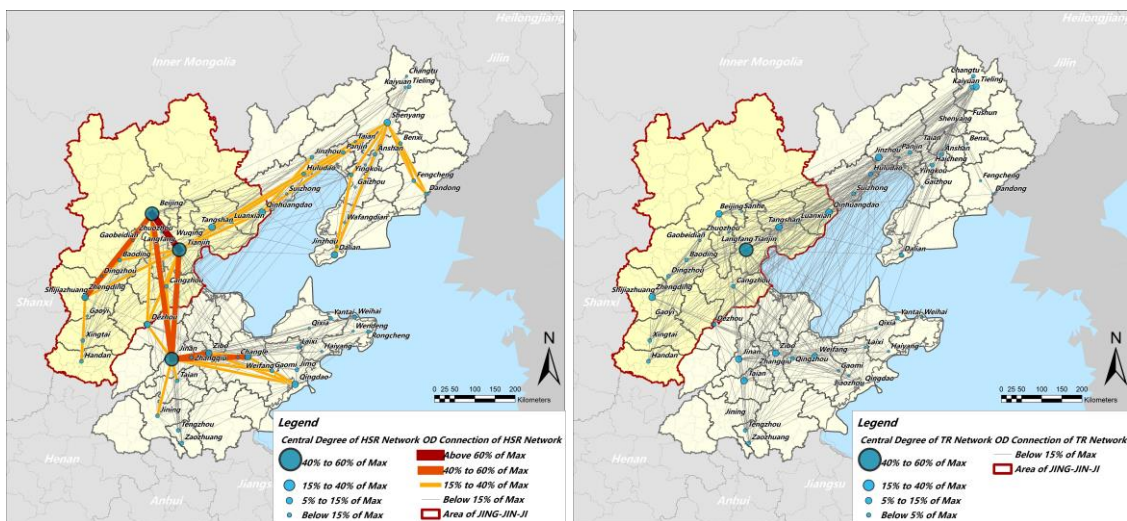 Heilongjiang
Inner Mongolia
Jilin
Changtu
Kaiyuan
Tieling
Shenyang
Taian
Benxi
Jinzhou
Panjin
Anshan
Huludao
Yingkou
Fengcheng
Suizhong
Gaizhou
Dandong
Qinhuangdao
Beijing
Luanxian
Wafangdian
Zhuozhou
Tangshan
Gaobeidian
Wuqing
Langfang
Tianjin
Jinzhou
Dalian
Baoding
Dingzhou
Cangzhou
Zhengding
Shijiazhuang
Shanxi
Gaoyi
Dezhou
Yantai
Weihai
Xingtai
Qixia
Wendeng
Rongcheng
Jinan
Zibo
Laixi
Handan
Zhangqiu
Changle
Haiyang
Weifang
Gaomi
Jimo
Taian
Qingdao
Jining
Tengzhou
Zaozhuang
Henan
Anhui
Jiangs
N
0 25 50 100 150 200
Kilometers
Legend
Central Degree of HSR Network OD Connection of HSR Network
40% to 60% of Max
Above 60% of Max
40% to 60% of Max
15% to 40% of Max
15% to 40% of Max
5% to 15% of Max
Below 15% of Max
Below 15% of Max
Area of JING-JIN-JI
Heilongjiang
Inner Mongolia
Jilin
Changtu
Kaiyuan
Tieling
Fushun
Shenyang
Taian
Benxi
Jinzhou
Panjin
Anshan
Haicheng
Huludao
Yingkou
Fengcheng
Suizhong
Gaizhou
Dandong
Qinhuangdao
Beijing
Sanhe
Luanxian
Zhuozhou
Tangshan
Gaobeidian
Langfang
Tianjin
Dalian
Baoding
Dingzhou
Cangzhou
Shijiazhuang
Shanxi
Gaoyi
Dezhou
Yantai
Weihai
Xingtai
Qixia
Jinan
Zibo
Laixi
Handan
Zhangqiu
Weifang
Haiyang
Gaomi
Taian
Jiaozhou
Qingdao
Jining
Tengzhou
Zaozhuang
Henan
Anhui
Jiangsu
N
0 25 50 100 150 200
Kilometers
Legend
Central Degree of TR Network OD Connection of TR Network
40% to 60% of Max
Below 15% of Max
Area of JING-JIN-JI
15% to 40% of Max
5% to 15% of Max
Below 5% of Max